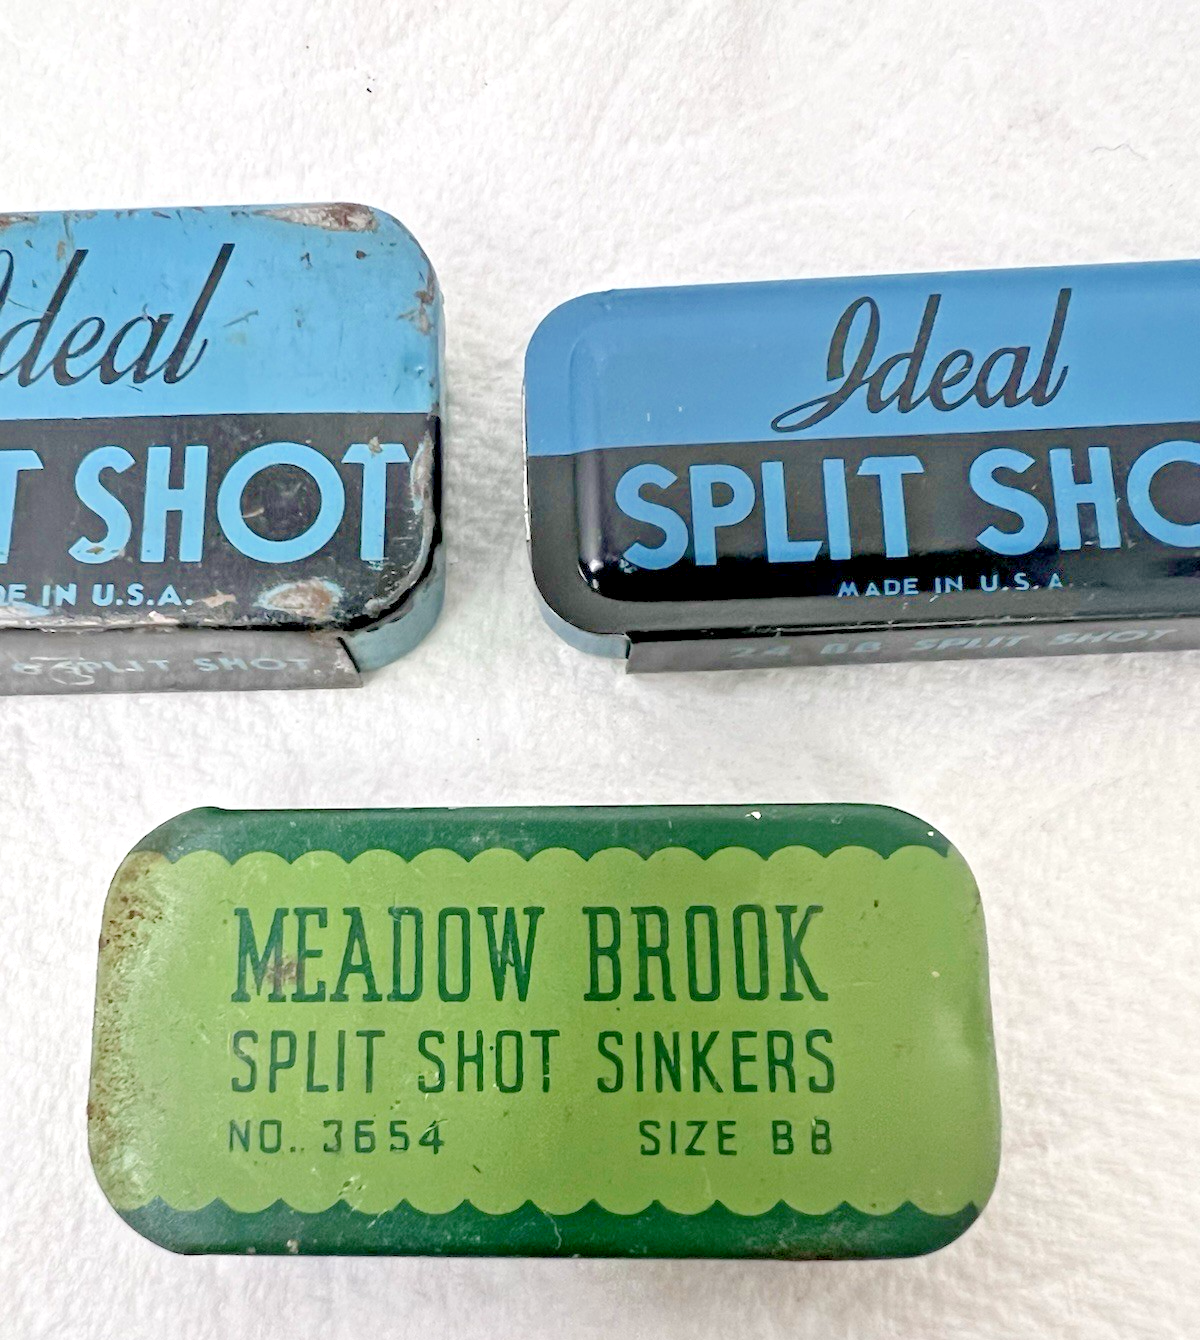 Ideal
T SHOT
E IN U.S.A.
SPLIT SHOT
Ideal
SPLIT SHO
MADE IN U.S.A
24 BB SPLIT SHOT
MEADOW BROOK
SPLIT SHOT SINKERS
NO. 3654 SIZE BB